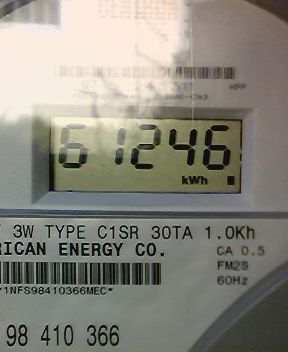 CENTRON
61246
kWh
3W TYPE C1SR 30TA 1.0Kh
RICAN ENERGY CO.
CA 0.5
FM2S
60Hz
1NFS98410366MEC*
98 410 366